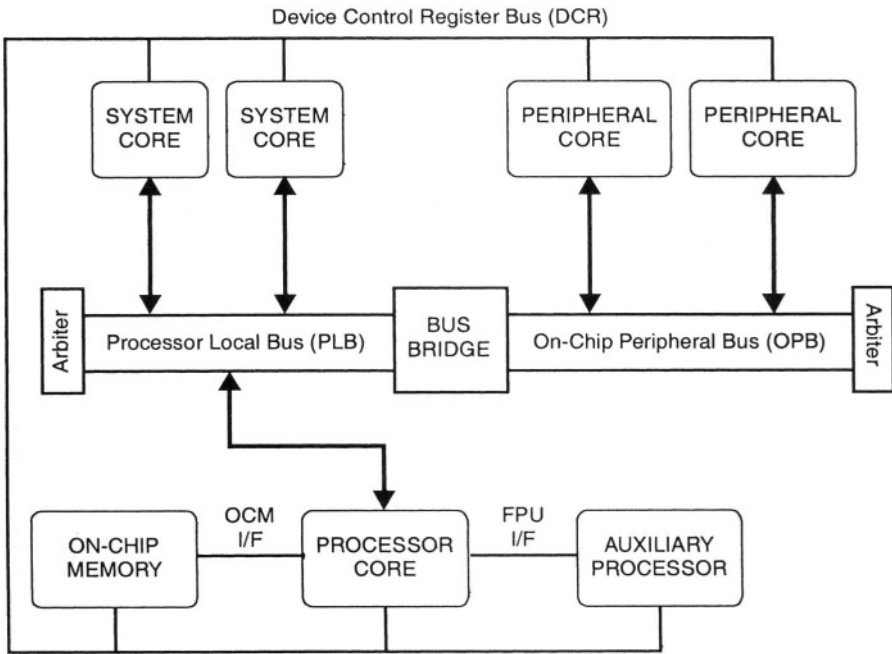 Device Control Register Bus (DCR)
SYSTEM
CORE
SYSTEM
CORE
PERIPHERAL
CORE
PERIPHERAL
CORE
Arbiter
Processor Local Bus (PLB)
BUS
BRIDGE
On-Chip Peripheral Bus (OPB)
Arbiter
ON-CHIP
MEMORY
OCM
I/F
PROCESSOR
CORE
FPU
I/F
AUXILIARY
PROCESSOR